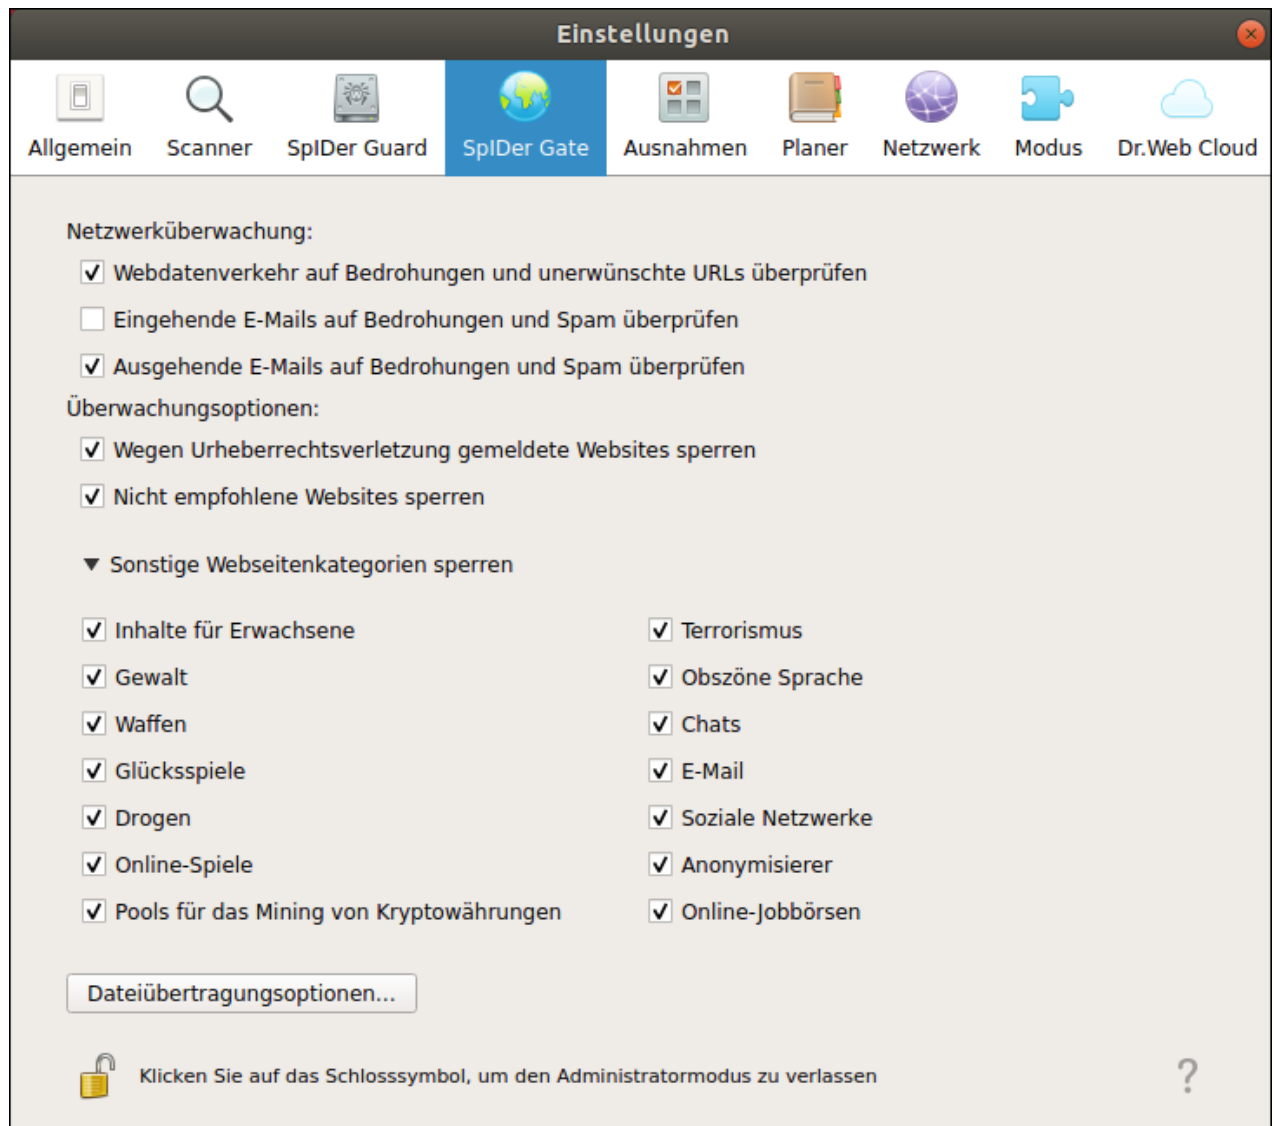 Einstellungen
Allgemein Scanner SpIDer Guard SpIDer Gate Ausnahmen Planer Netzwerk Modus Dr.Web Cloud
Netzwerküberwachung:
Webdatenverkehr auf Bedrohungen und unerwünschte URLs überprüfen
Eingehende E-Mails auf Bedrohungen und Spam überprüfen
Ausgehende E-Mails auf Bedrohungen und Spam überprüfen
Überwachungsoptionen:
Wegen Urheberrechtsverletzung gemeldete Websites sperren
Nicht empfohlene Websites sperren
Sonstige Webseitenkategorien sperren
Inhalte für Erwachsene
Gewalt
Waffen
Glücksspiele
Drogen
Online-Spiele
Pools für das Mining von Kryptowährungen
Terrorismus
Obszöne Sprache
Chats
E-Mail
Soziale Netzwerke
Anonymisierer
Online-Jobbörsen
Dateiübertragungsoptionen...
Klicken Sie auf das Schlosssymbol, um den Administratormodus zu verlassen
?